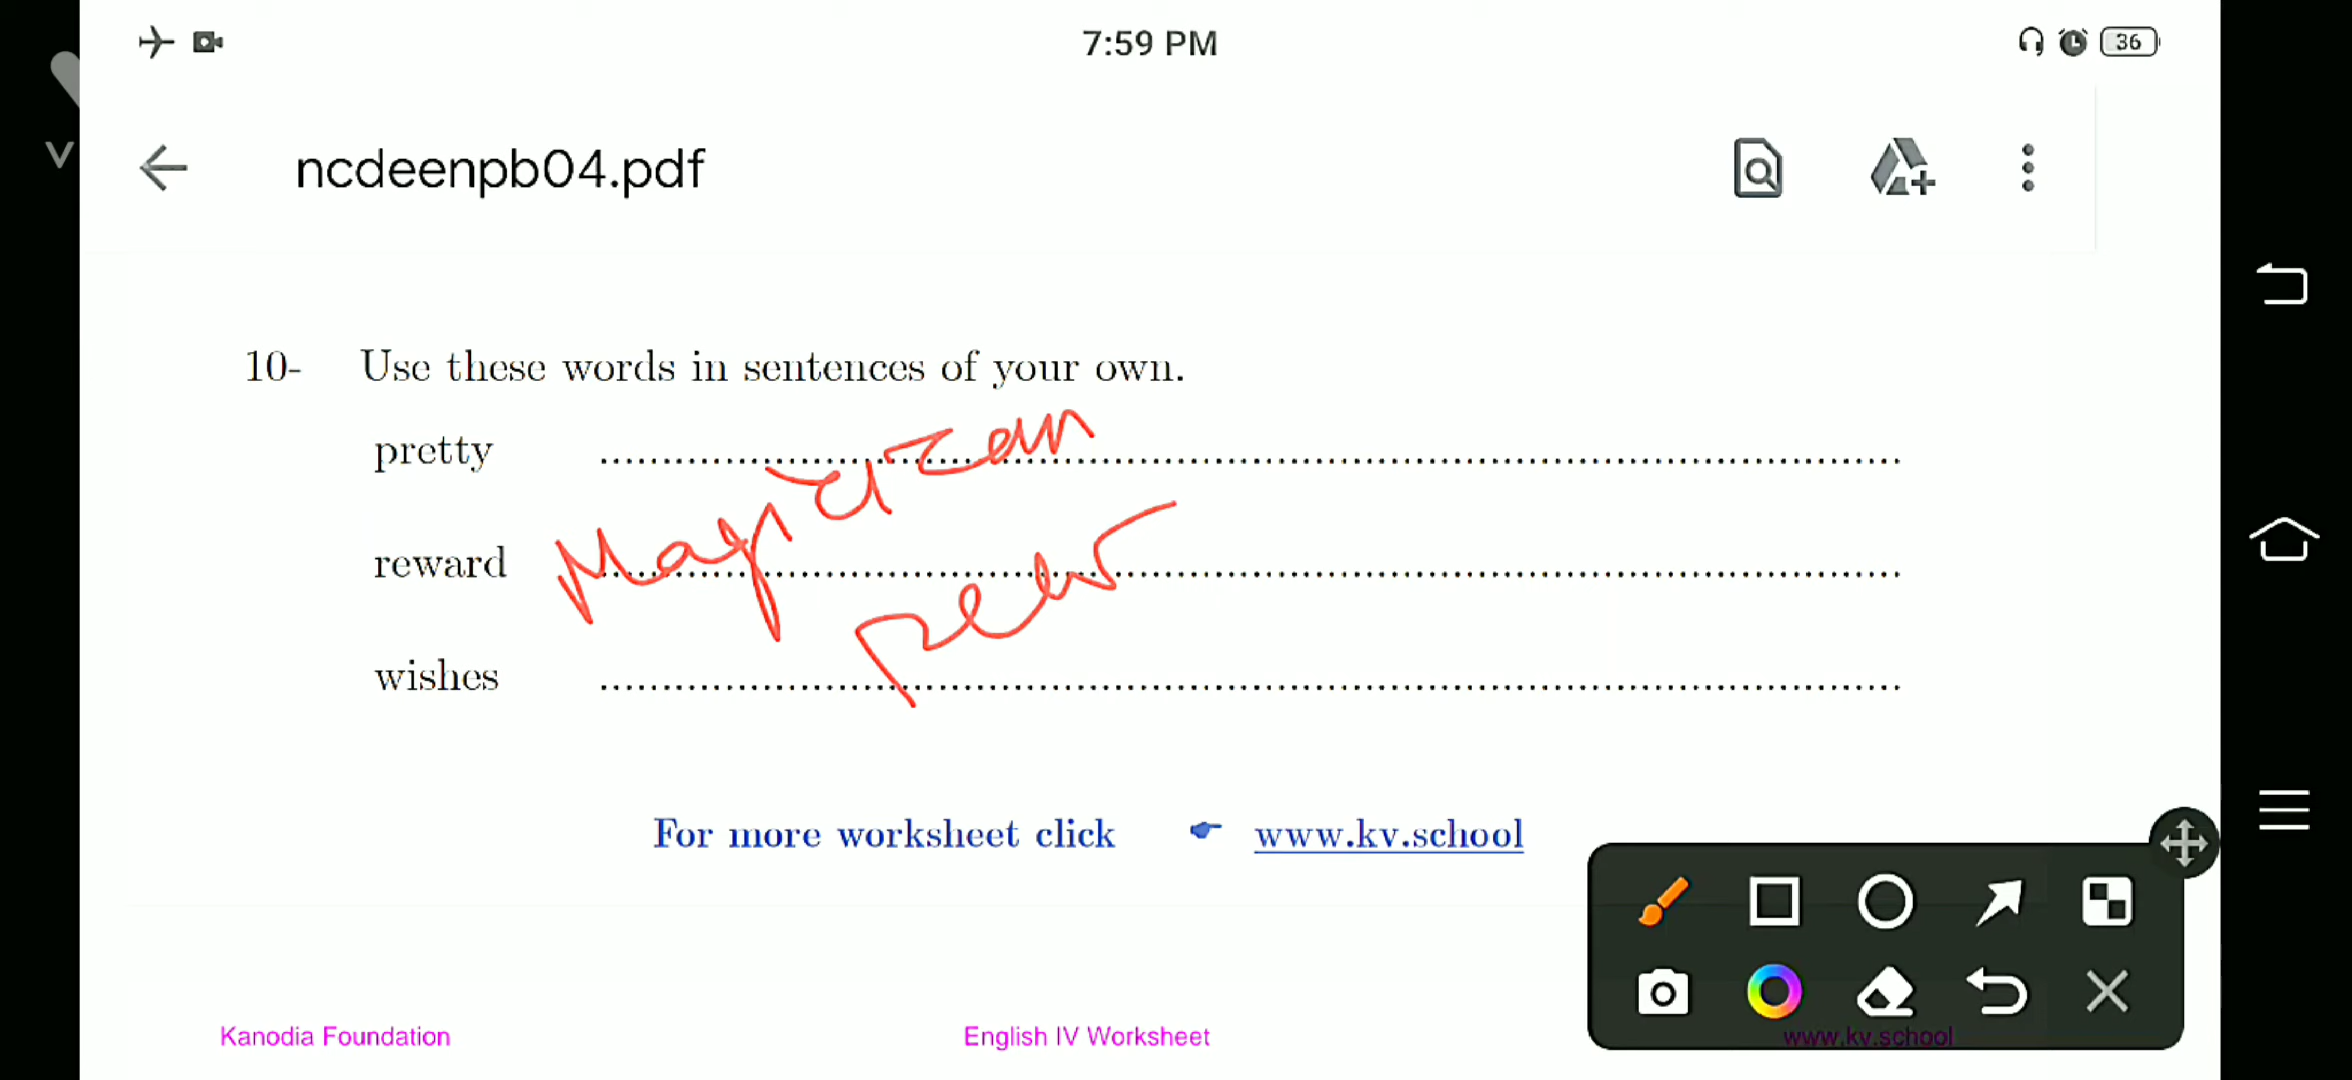 7:59 PM
36
V
ncdeenpb04.pdf
10- Use these words in sentences of your own.
pretty ........................................
reward ........................................
wishes ........................................
For more worksheet click www.kv.school
Kanodia Foundation English IV Worksheet www.kv.school